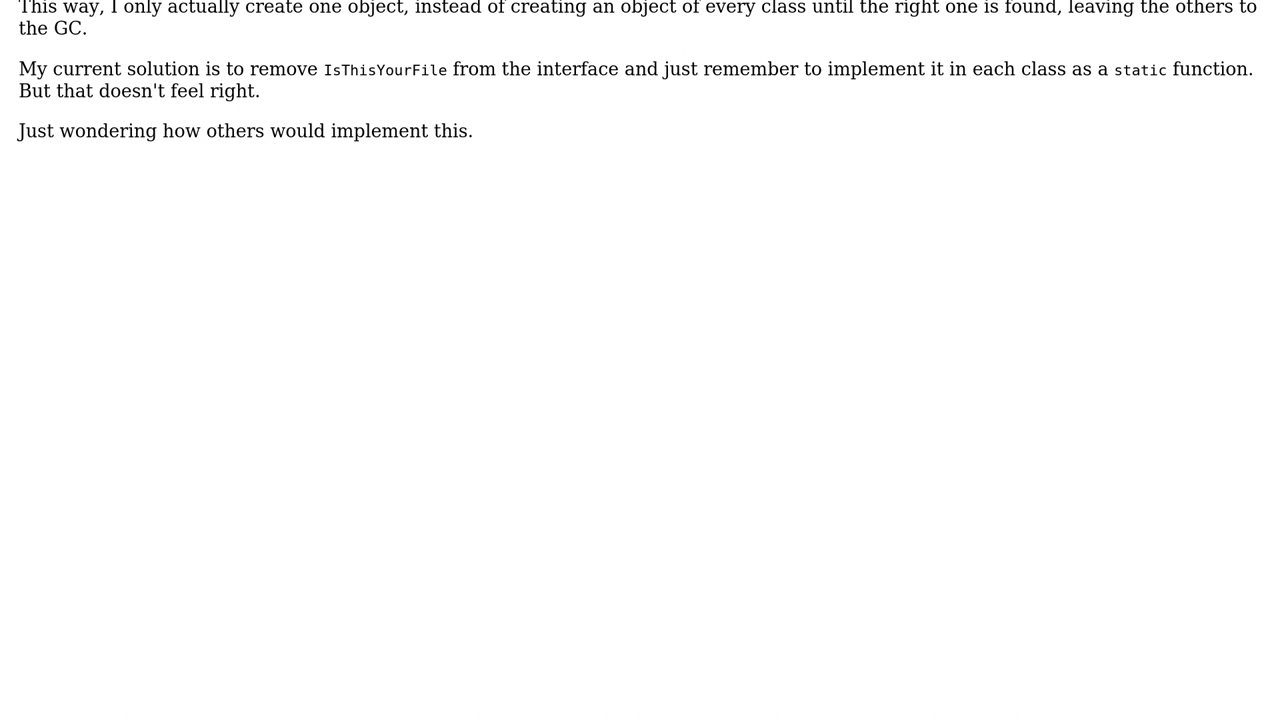 This way, I only actually create one object, instead of creating an object of every class until the right one is found, leaving the others to
the GC.
My current solution is to remove IsThisYourFile from the interface and just remember to implement it in each class as a static function.
But that doesn't feel right.
Just wondering how others would implement this.